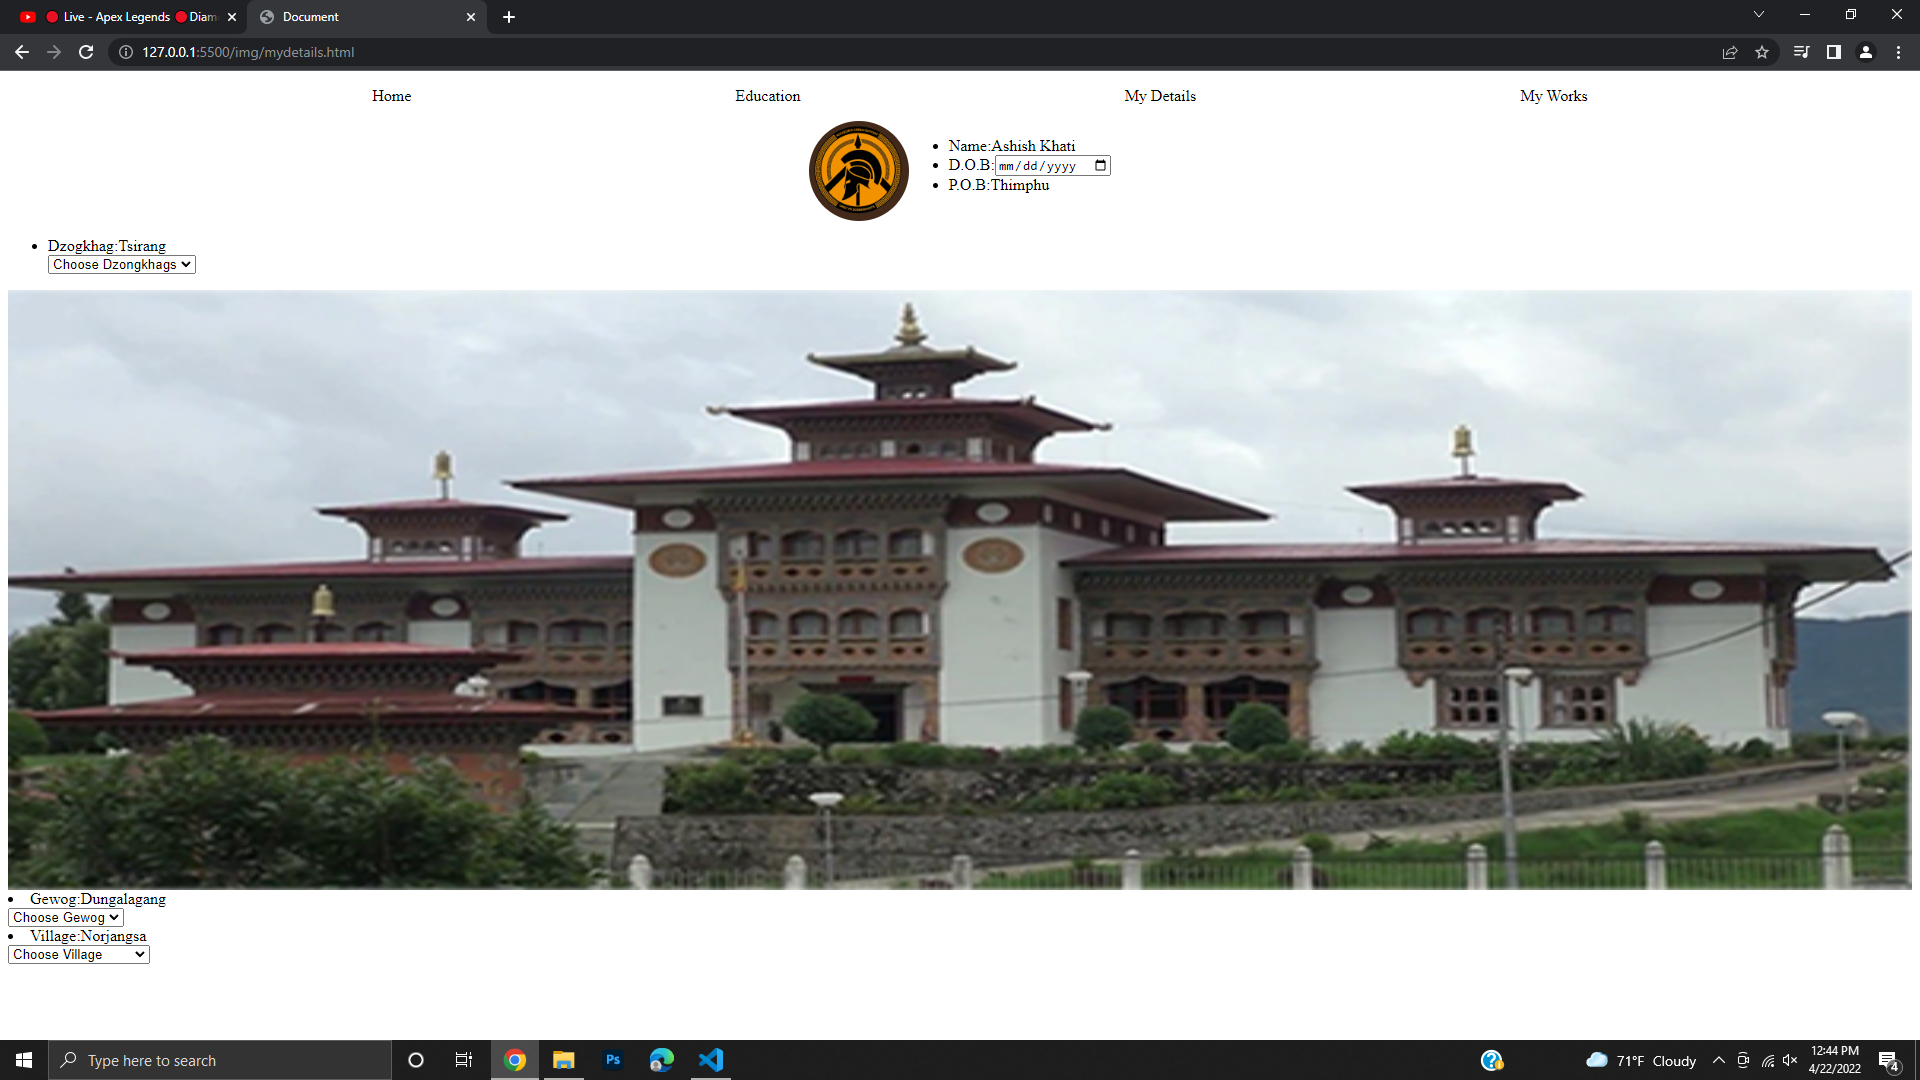 Live - Apex Legends Diam
Document
127.0.0.1:5500/img/mydetails.html
Home Education My Details My Works
Name:Ashish Khati
D.O.B:mm/dd/yyyy
P.O.B:Thimphu
Dzogkhag:Tsirang
Choose Dzongkhags
Gewog:Dungalagang
Choose Gewog
Village:Norjangsa
Choose Village
Type here to search
Ps
71°F Cloudy
12:44 PM
4/22/2022
4